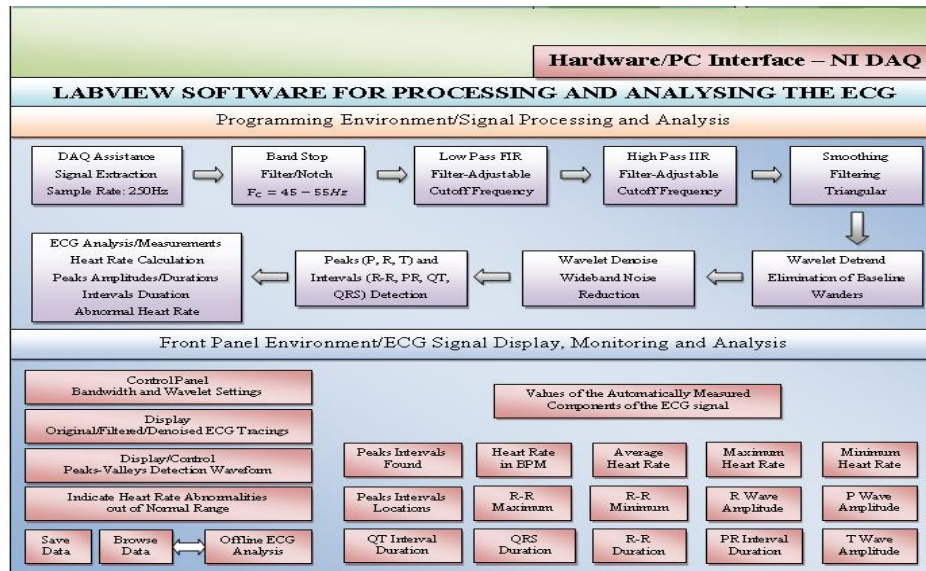 Hardware/PC Interface – NI DAQ
LABVIEW SOFTWARE FOR PROCESSING AND ANALYSING THE ECG
Programming Environment/Signal Processing and Analysis
DAQ Assistance
Signal Extraction
Sample Rate: 250Hz
Band Stop
Filter/Notch
F_C = 45 – 55Hz
Low Pass FIR
Filter-Adjustable
Cutoff Frequency
High Pass IIR
Filter-Adjustable
Cutoff Frequency
Smoothing
Filtering
Triangular
Wavelet Detrend
Elimination of Baseline
Wanders
Wavelet Denoise
Wideband Noise
Reduction
Peaks (P, R, T) and
Intervals (R-R, PR, QT,
QRS) Detection
ECG Analysis/Measurements
Heart Rate Calculation
Peaks Amplitudes/Durations
Intervals Duration
Abnormal Heart Rate
Front Panel Environment/ECG Signal Display, Monitoring and Analysis
Control Panel
Bandwidth and Wavelet Settings
Display
Original/Filtered/Denoised ECG Tracings
Display/Control
Peaks-Valleys Detection Waveform
Indicate Heart Rate Abnormalities
out of Normal Range
Save
Data
Browse
Data
Offline ECG
Analysis
Values of the Automatically Measured
Components of the ECG signal
Peaks Intervals
Found
Heart Rate
in BPM
Average
Heart Rate
Maximum
Heart Rate
Minimum
Heart Rate
Peaks Intervals
Locations
R-R
Maximum
R-R
Minimum
R Wave
Amplitude
P Wave
Amplitude
QT Interval
Duration
QRS
Duration
R-R
Duration
PR Interval
Duration
T Wave
Amplitude